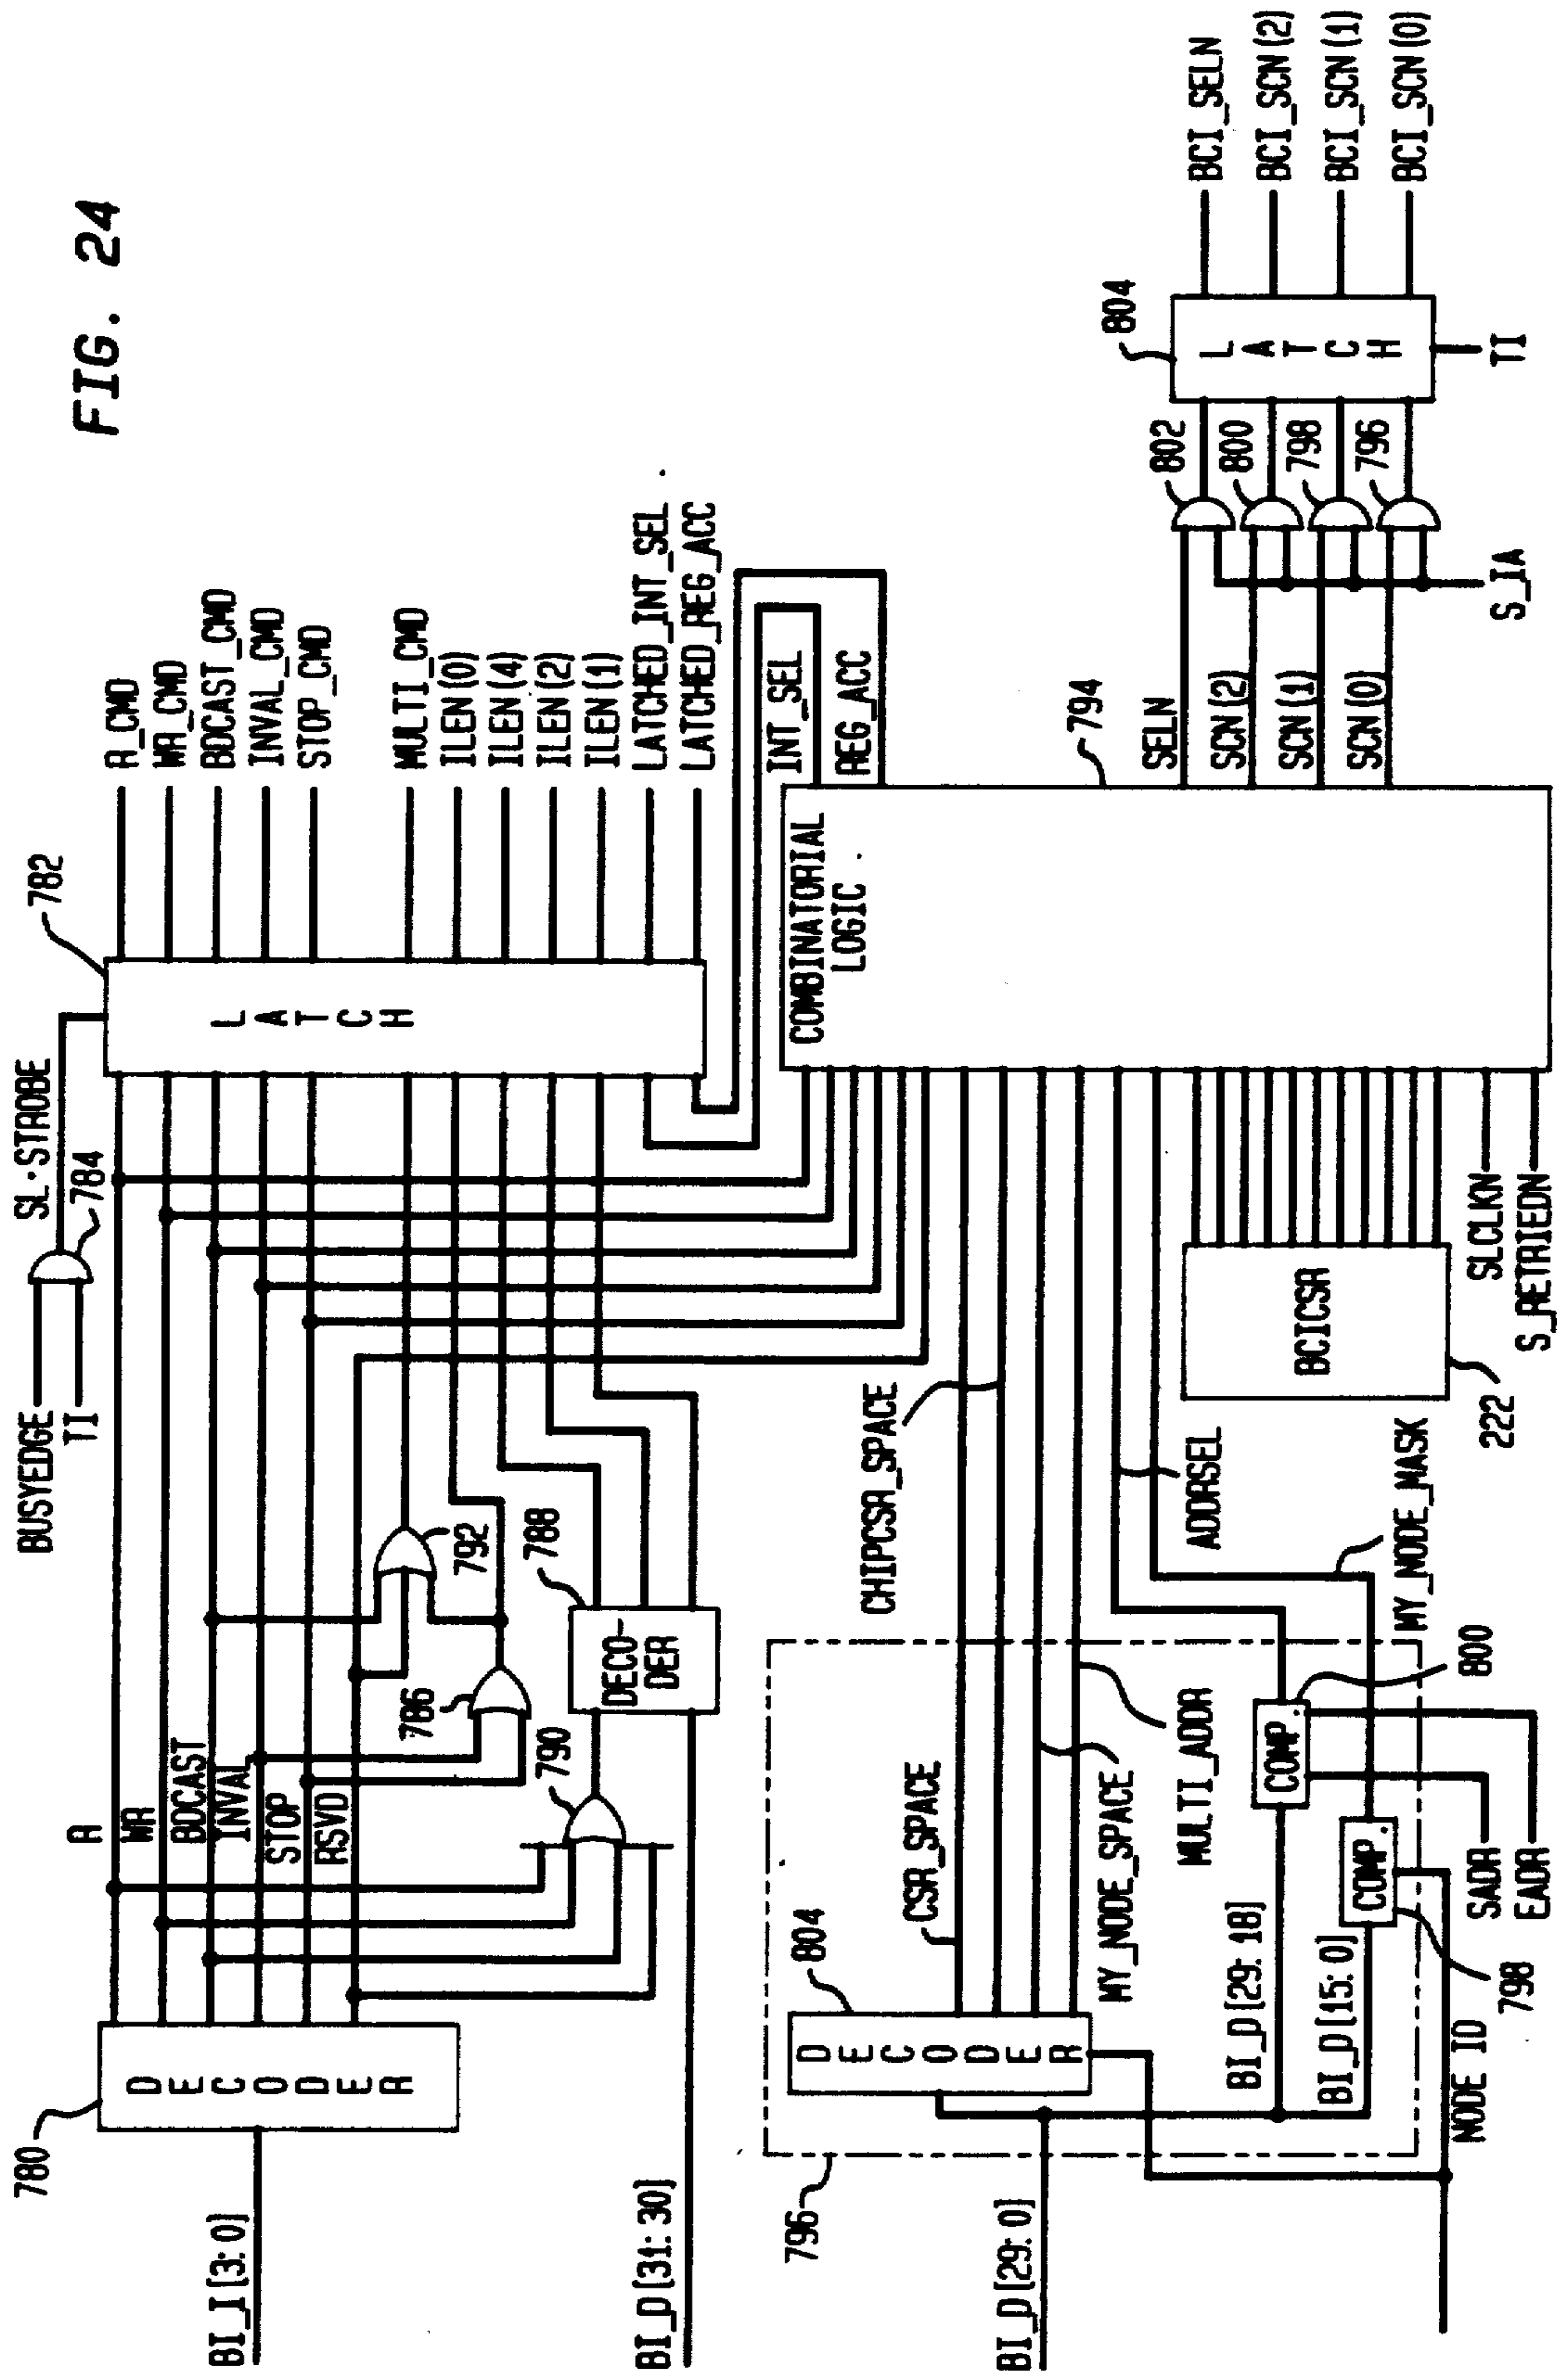 FIG. 24
BUSYEDGE
TI
SL·STROBE
784
782
780
BI_I[3:0]
DECODER
R
WR
BDCAST
INVAL
STOP
RSVD
790
786
792
788
DECO-
DER
BI_D[31:30]
LATCH
R_CMD
WR_CMD
BDCAST_CMD
INVAL_CMD
STOP_CMD
MULTI_CMD
ILEN(0)
ILEN(4)
ILEN(2)
ILEN(1)
LATCHED_INT_SEL
LATCHED_REG_ACC
INT_SEL
REG_ACC
COMBINATORIAL
LOGIC
794
796
BI_D[29:0]
804
DECODER
CSR_SPACE
CHIPCSR_SPACE
MY_NODE_SPACE
MULTI_ADDR
ADDRSEL
MY_NODE_MASK
BI_D[29:18]
BI_D[15:0]
COMP.
800
COMP.
798
NODE ID
SADR
EADR
BCICSR
222
SLCLKN
S_RETRIEDN
SELN
SCN(2)
SCN(1)
SCN(0)
S_IA
802
800
798
796
804
LATCH
TI
BCI_SELN
BCI_SCN(2)
BCI_SCN(1)
BCI_SCN(0)